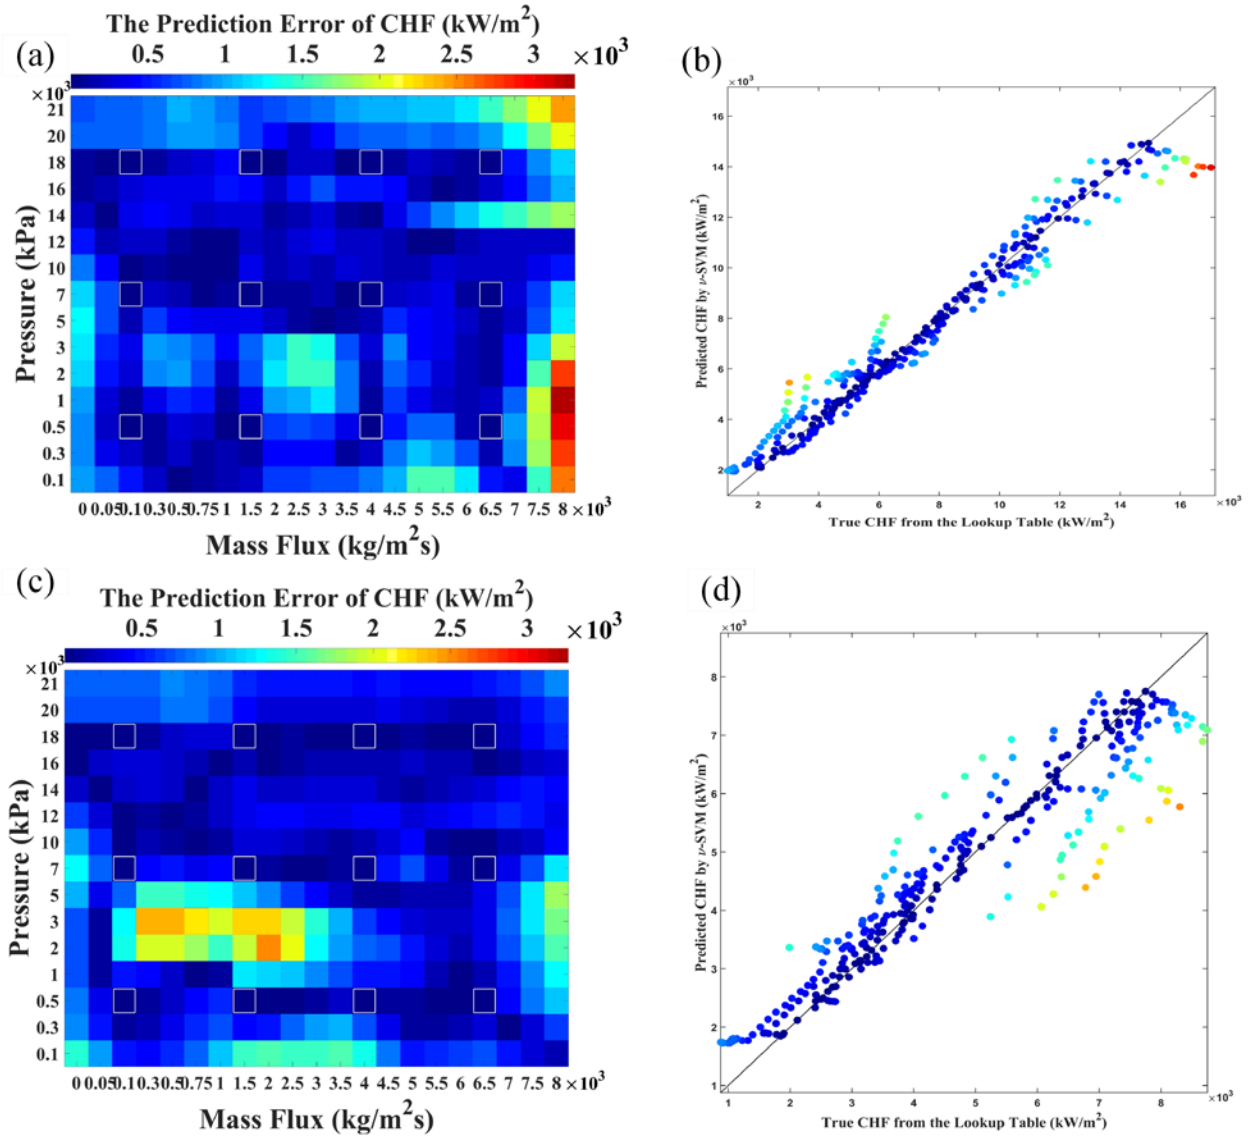 (a)
The Prediction Error of CHF (kW/m2)
0.5 1 1.5 2 2.5 3 ×10³
×10³
21
20
18
16
14
12
10
7
5
3
2
1
0.5
0.3
0.1
Pressure (kPa)
0 0.05 0.1 0.3 0.5 0.75 1 1.5 2 2.5 3 3.5 4 4.5 5 5.5 6 6.5 7 7.5 8 ×10³
Mass Flux (kg/m²s)
(b)
×10³
16
14
12
10
8
6
4
2
Predicted CHF by ν-SVM (kW/m²)
2 4 6 8 10 12 14 16 ×10³
True CHF from the Lookup Table (kW/m²)
(c)
The Prediction Error of CHF (kW/m²)
0.5 1 1.5 2 2.5 3 ×10³
×10³
21
20
18
16
14
12
10
7
5
3
2
1
0.5
0.3
0.1
Pressure (kPa)
0 0.05 0.1 0.3 0.5 0.75 1 1.5 2 2.5 3 3.5 4 4.5 5 5.5 6 6.5 7 7.5 8 ×10³
Mass Flux (kg/m²s)
(d)
×10³
8
7
6
5
4
3
2
1
Predicted CHF by ν-SVM (kW/m²)
1 2 3 4 5 6 7 8 ×10³
True CHF from the Lookup Table (kW/m²)